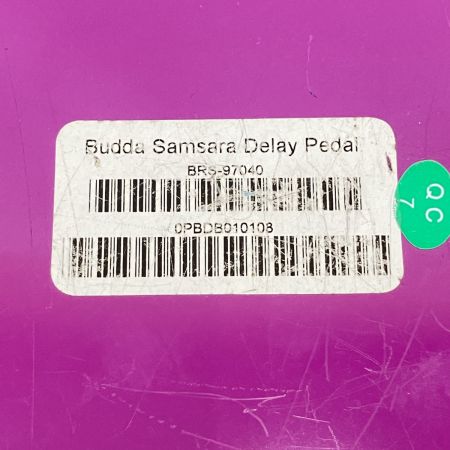 Budda Samsara Delay Pedal
BRS-97040
0PBDB010108
QC
7